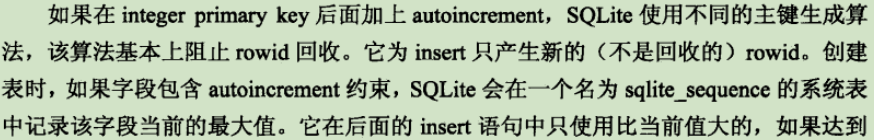 如果在 integer primary key 后面加上 autoincrement，SQLite 使用不同的主键生成算
法，该算法基本上阻止 rowid 回收。它为 insert 只产生新的（不是回收的）rowid。创建
表时，如果字段包含 autoincrement 约束，SQLite 会在一个名为 sqlite_sequence 的系统表
中记录该字段当前的最大值。它在后面的 insert 语句中只使用比当前值大的，如果达到